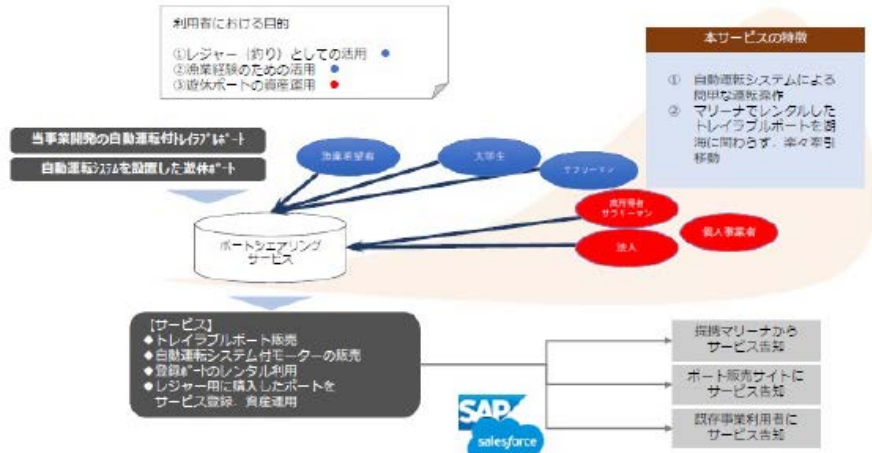 利用者における目的
①レジャー(釣り)としての活用
②漁業経験のための活用
③遊休ボートの資産運用
本サービスの特徴
① 自動運転システムによる
簡単な運転操作
② マリーナでレンタルした
トレイラブルボートを湖
海に関わらず、楽々牽引
移動
当事業開発の自動運転付トレイラブルボート
自動運転システムを設置した遊休ボート
漁業希望者
大学生
サラリーマン
高所得者
サラリーマン
個人事業者
法人
ボートシェアリング
サービス
【サービス】
◆トレイラブルボート販売
◆自動運転システム付モーターの販売
◆登録ボートのレンタル利用
◆レジャー用に購入したボートを
サービス登録、資産運用
提携マリーナから
サービス告知
ボート販売サイトに
サービス告知
既存事業利用者に
サービス告知
SAP
salesforce